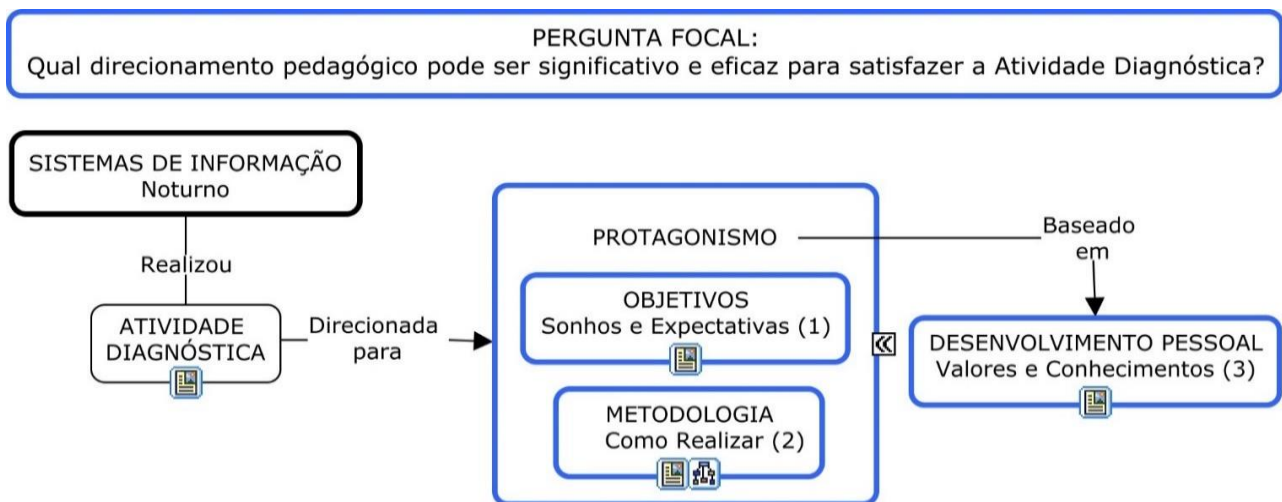 PERGUNTA FOCAL:
Qual direcionamento pedagógico pode ser significativo e eficaz para satisfazer a Atividade Diagnóstica?
SISTEMAS DE INFORMAÇÃO
Noturno
Realizou
ATIVIDADE
DIAGNÓSTICA
Direcionada
para
PROTAGONISMO
OBJETIVOS
Sonhos e Expectativas (1)
METODOLOGIA
Como Realizar (2)
Baseado
em
DESENVOLVIMENTO PESSOAL
Valores e Conhecimentos (3)